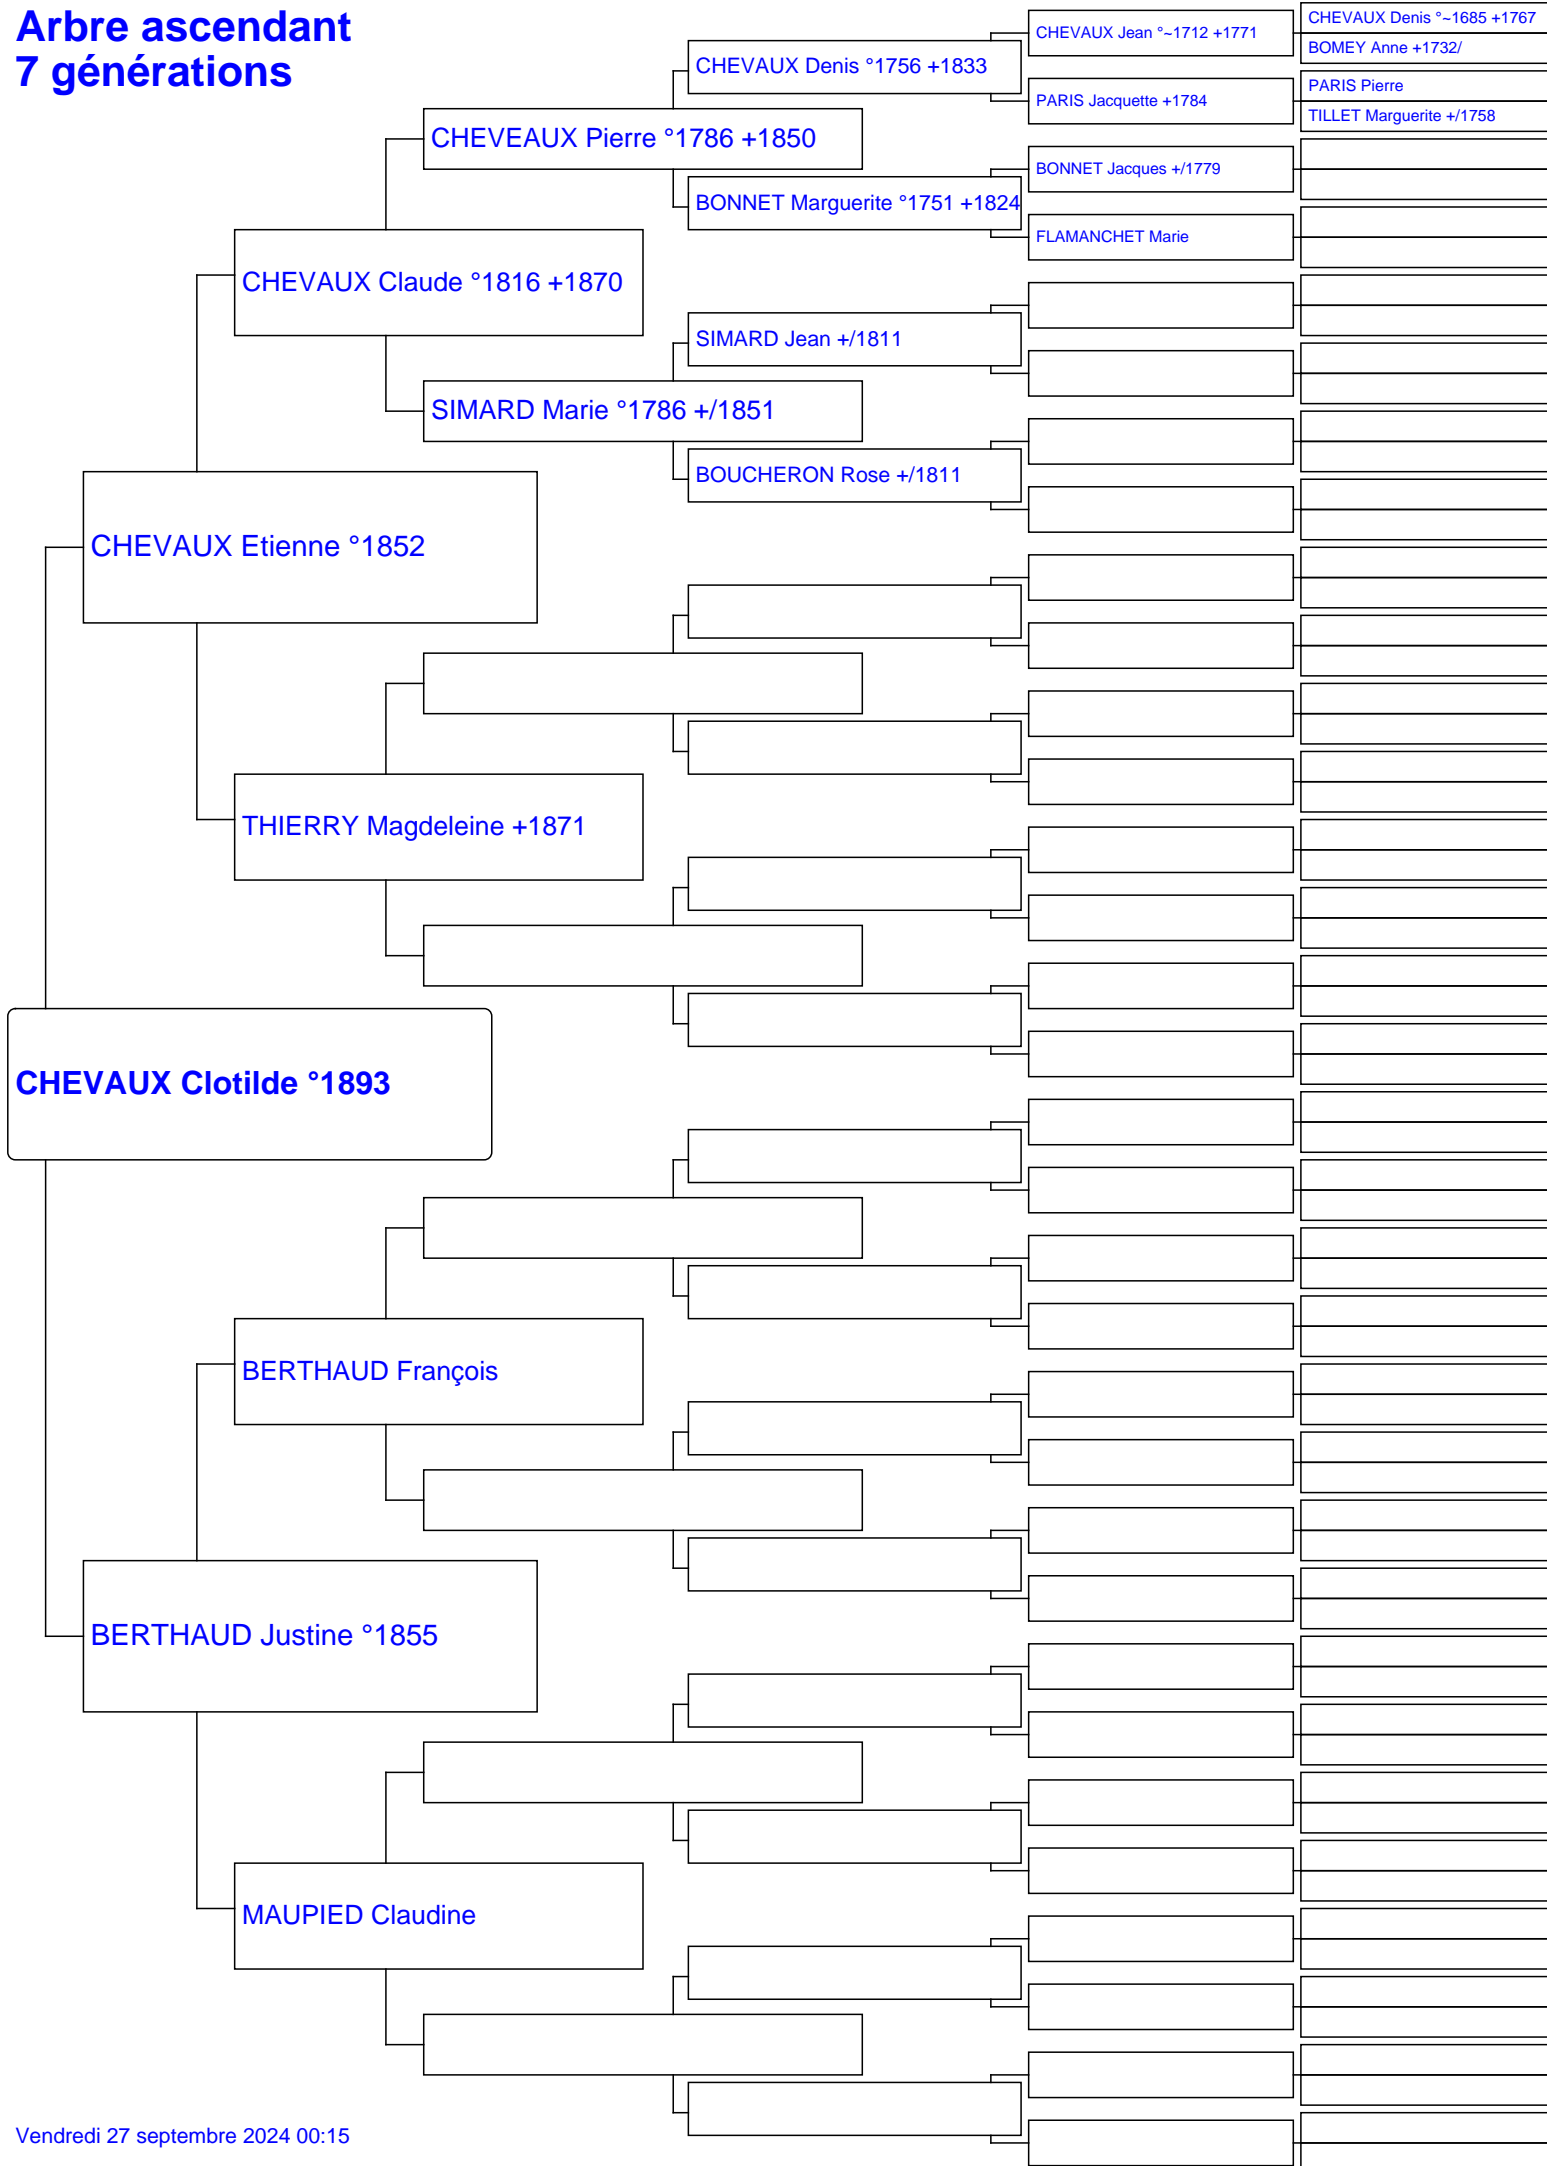 Arbre ascendant
7 générations
CHEVAUX Denis °~1685 +1767
CHEVAUX Jean °~1712 +1771
BOMEY Anne +1732/
CHEVAUX Denis °1756 +1833
PARIS Pierre
PARIS Jacquette +1784
TILLET Marguerite +/1758
CHEVEAUX Pierre °1786 +1850
BONNET Jacques +/1779
BONNET Marguerite °1751 +1824
FLAMANCHET Marie
CHEVAUX Claude °1816 +1870
SIMARD Jean +/1811
SIMARD Marie °1786 +/1851
BOUCHERON Rose +/1811
CHEVAUX Etienne °1852
THIERRY Magdeleine +1871
CHEVAUX Clotilde °1893
BERTHAUD François
BERTHAUD Justine °1855
MAUPIED Claudine
Vendredi 27 septembre 2024 00:15